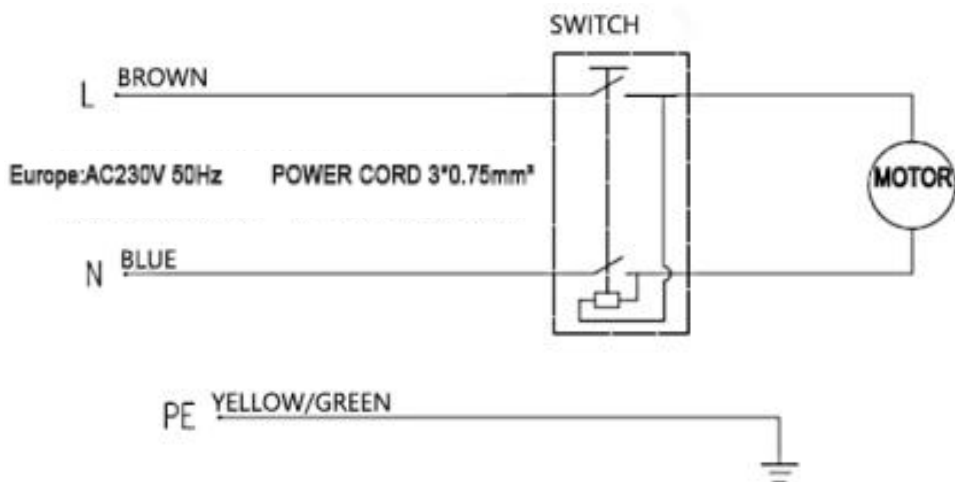 SWITCH
L BROWN
Europe:AC230V 50Hz POWER CORD 3*0.75mm²
MOTOR
N BLUE
PE YELLOW/GREEN